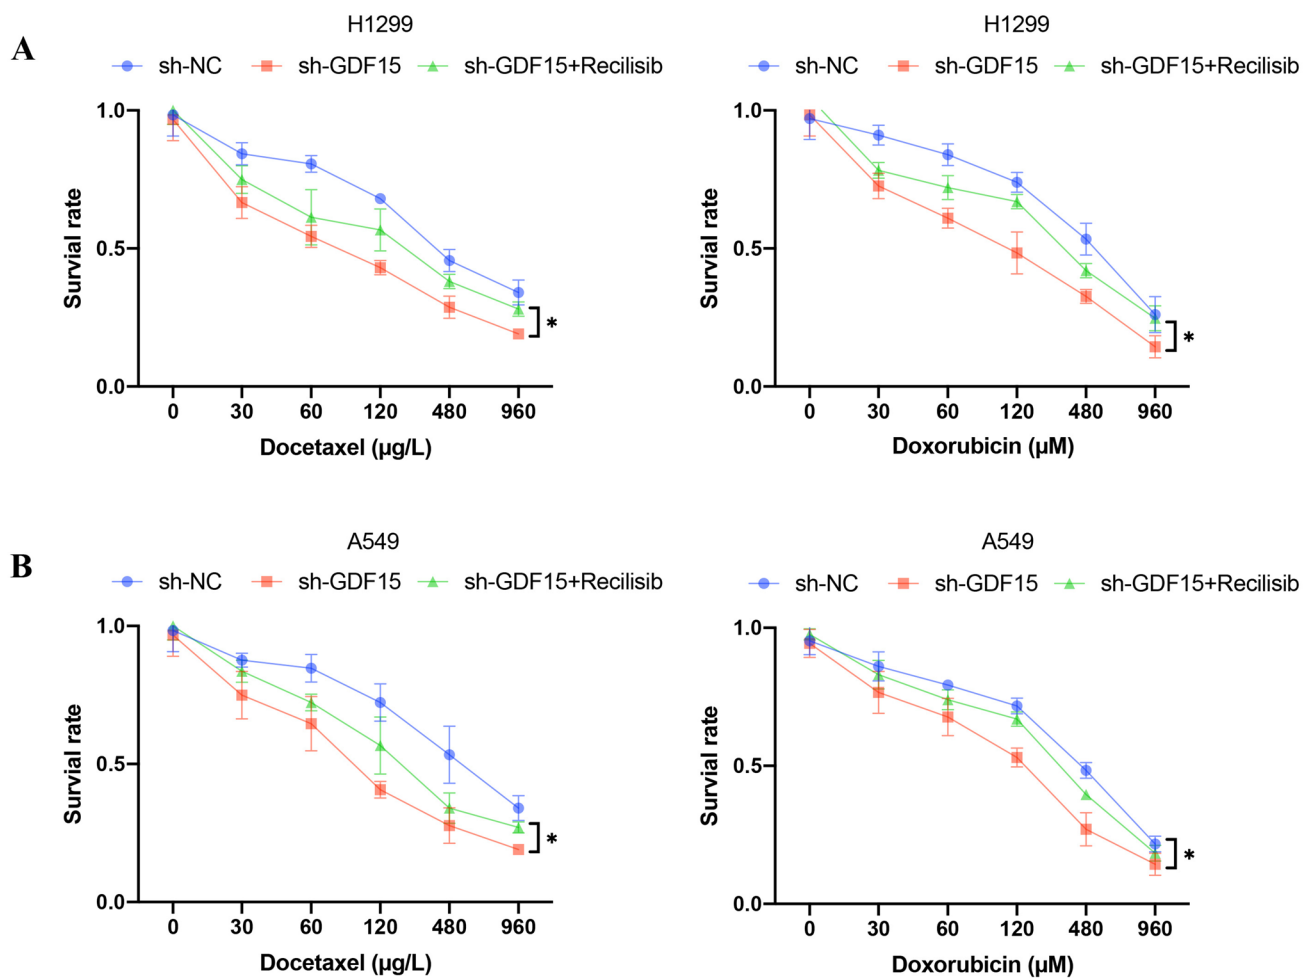 A
H1299
sh-NC sh-GDF15 sh-GDF15+Recilisib
1.0
0.5
0.0
Survial rate
0 30 60 120 480 960
Docetaxel (µg/L)
*
H1299
sh-NC sh-GDF15 sh-GDF15+Recilisib
1.0
0.5
0.0
Survial rate
0 30 60 120 480 960
Doxorubicin (µM)
*
B
A549
sh-NC sh-GDF15 sh-GDF15+Recilisib
1.0
0.5
0.0
Survial rate
0 30 60 120 480 960
Docetaxel (µg/L)
*
A549
sh-NC sh-GDF15 sh-GDF15+Recilisib
1.0
0.5
0.0
Survial rate
0 30 60 120 480 960
Doxorubicin (µM)
*